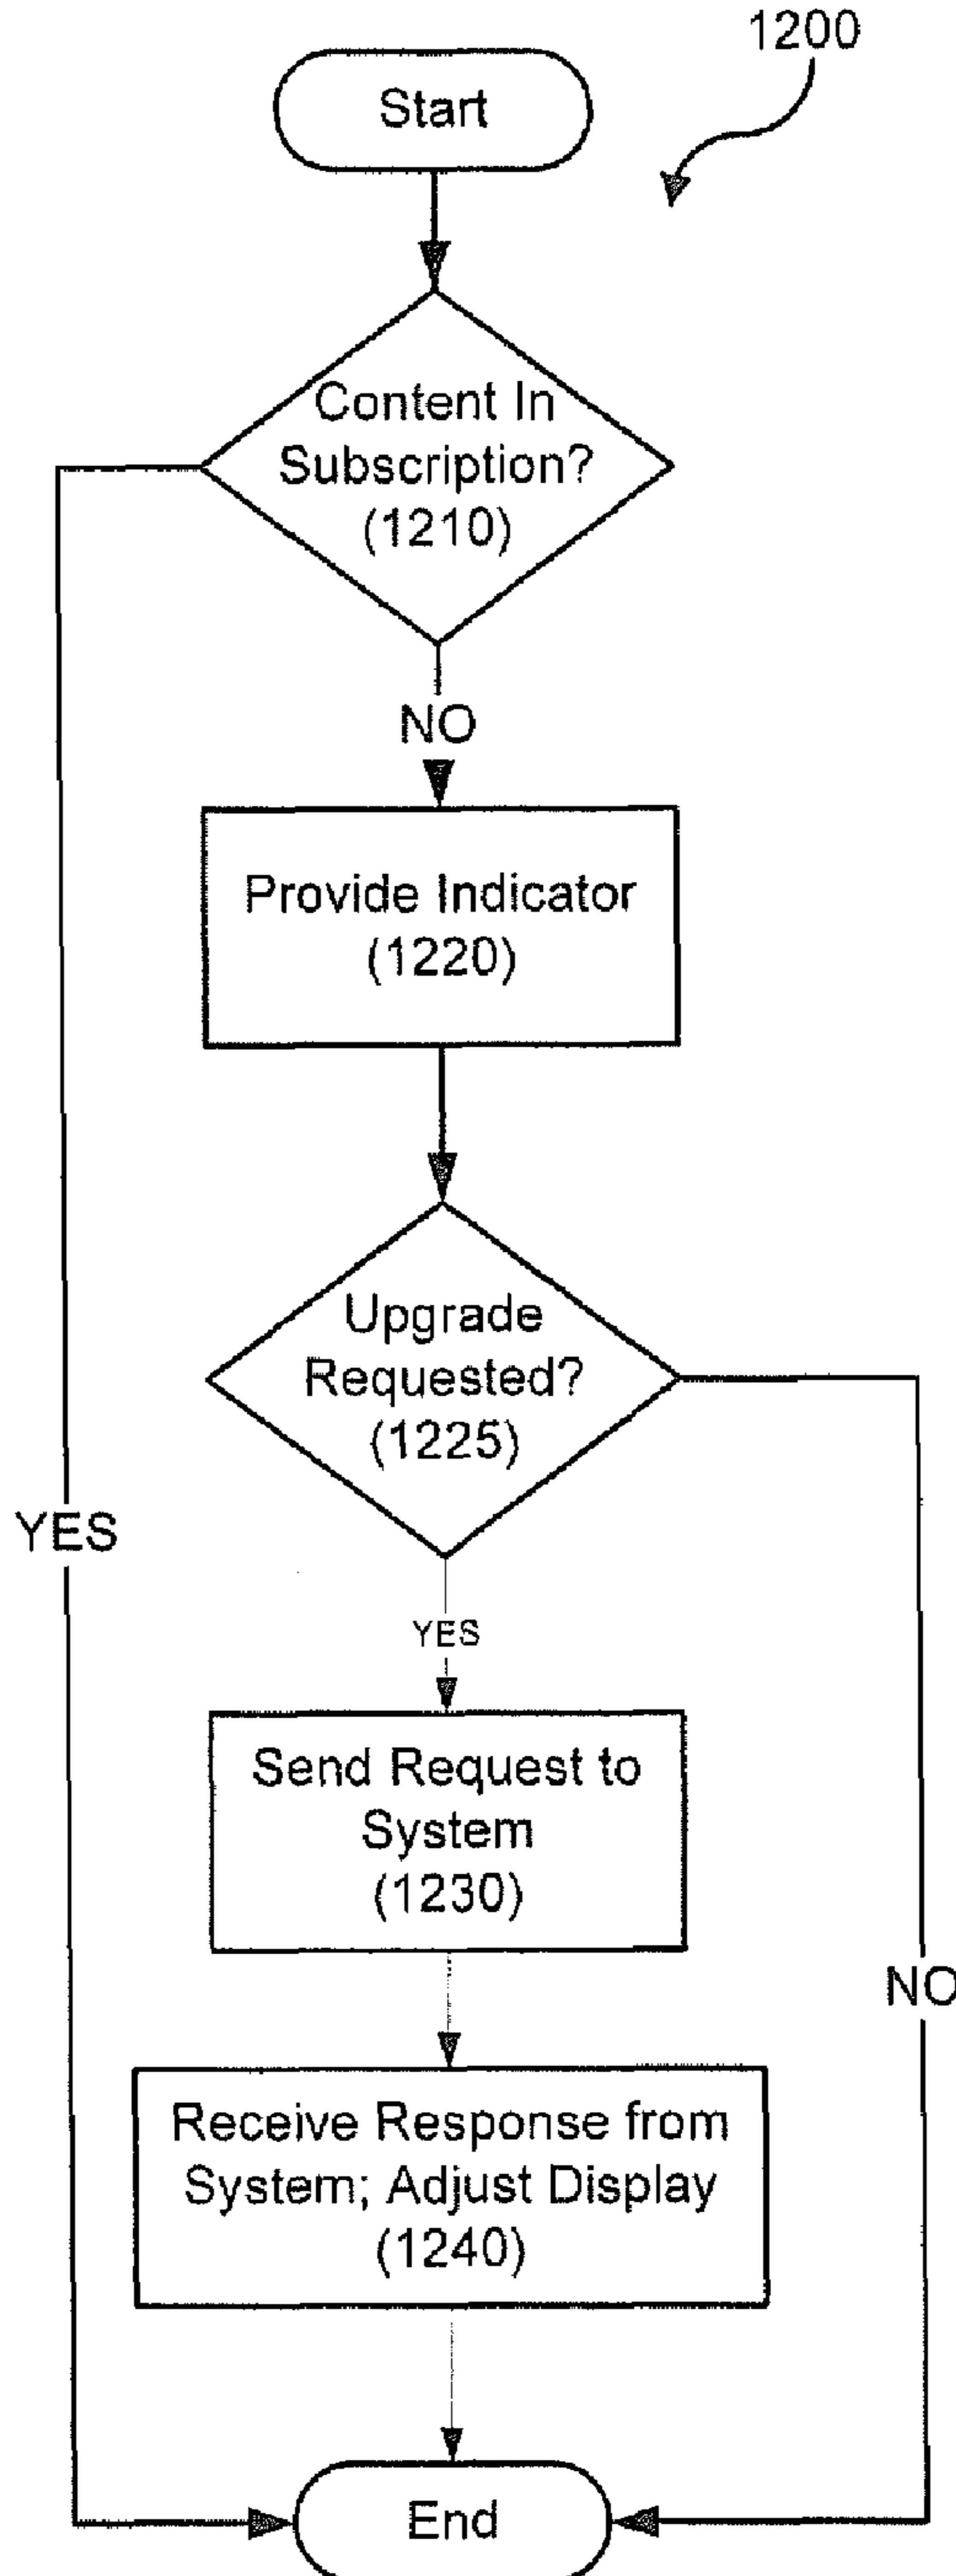 1200
Start
Content In
Subscription?
(1210)
NO
Provide Indicator
(1220)
Upgrade
Requested?
(1225)
YES
YES
Send Request to
System
(1230)
NO
Receive Response from
System; Adjust Display
(1240)
End